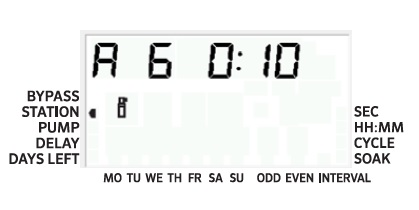 A 6 0:10
BYPASS
STATION
PUMP
DELAY
DAYS LEFT
SEC
HH:MM
CYCLE
SOAK
MO TU WE TH FR SA SU ODD EVEN INTERVAL